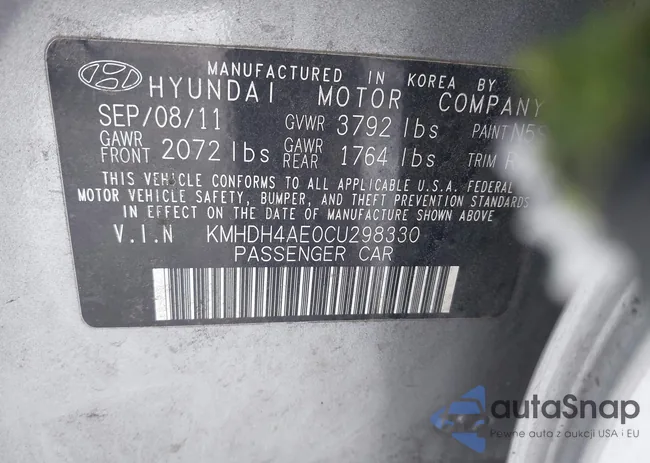 MANUFACTURED IN KOREA BY
HYUNDAI MOTOR COMPANY
SEP/08/11 GVWR 3792 lbs PAINT
GAWR FRONT 2072 lbs GAWR REAR 1764 lbs TRIM
THIS VEHICLE CONFORMS TO ALL APPLICABLE U.S.A. FEDERAL
MOTOR VEHICLE SAFETY, BUMPER, AND THEFT PREVENTION STANDARDS
IN EFFECT ON THE DATE OF MANUFACTURE SHOWN ABOVE
V.I.N KMHDH4AE0CU298330
PASSENGER CAR
autaSnap
Pewne auta z aukcji USA i EU